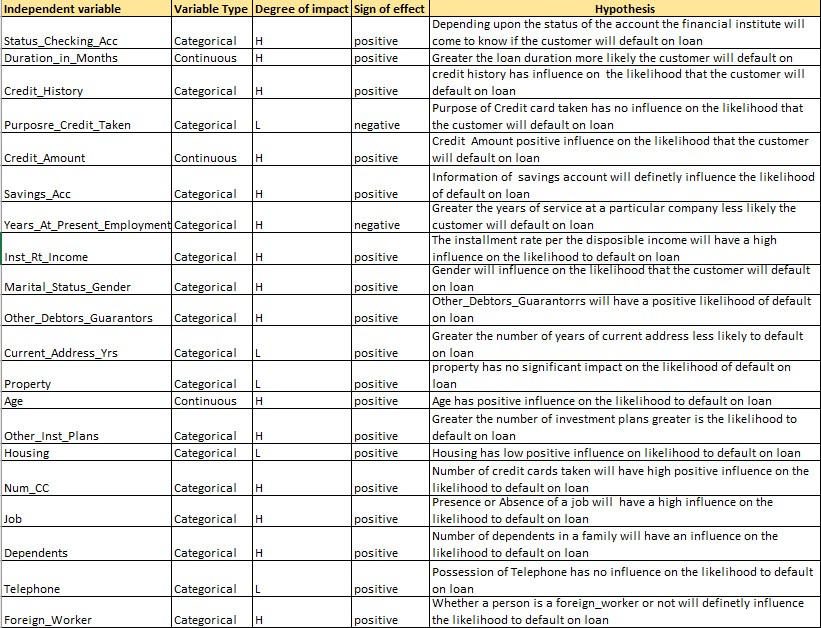 Independent variable Variable Type Degree of impact Sign of effect Hypothesis
Depending upon the status of the account the financial institute will
Status_Checking_Acc Categorical H positive come to know if the customer will default on loan
Duration_in_Months Continuous H positive Greater the loan duration more likely the customer will default on
credit history has influence on the likelihood that the customer will
Credit_History Categorical H positive default on loan
Purpose of Credit card taken has no influence on the likelihood that
Purposre_Credit_Taken Categorical L negative the customer will default on loan
Credit Amount positive influence on the likelihood that the customer
Credit_Amount Continuous H positive will default on loan
Information of savings account will definetly influence the likelihood
Savings_Acc Categorical H positive of default on loan
Greater the years of service at a particular company less likely the
Years_At_Present_Employment Categorical H negative customer will default on loan
The installment rate per the disposible income will have a high
Inst_Rt_Income Categorical H positive influence on the likelihood to default on loan
Gender will influence on the likelihood that the customer will default
Marital_Status_Gender Categorical H positive on loan
Other_Debtors_Guarantorrs will have a positive likelihood of default
Other_Debtors_Guarantors Categorical H positive on loan
Greater the number of years of current address less likely to default
Current_Address_Yrs Categorical L positive on loan
property has no significant impact on the likelihood of default on
Property Categorical L positive loan
Age Continuous H positive Age has positive influence on the likelihood to default on loan
Greater the number of investment plans greater is the likelihood to
Other_Inst_Plans Categorical H positive default on loan
Housing Categorical L positive Housing has low positive influence on likelihood to default on loan
Number of credit cards taken will have high positive influence on the
Num_CC Categorical H positive likelihood to default on loan
Presence or Absence of a job will have a high influence on the
Job Categorical H positive likelihood to default on loan
Number of dependents in a family will have an influence on the
Dependents Categorical H positive likelihood to default on loan
Possession of Telephone has no influence on the likelihood to default
Telephone Categorical L positive on loan
Whether a person is a foreign_worker or not will definetly influence
Foreign_Worker Categorical H positive the likelihood to default on loan